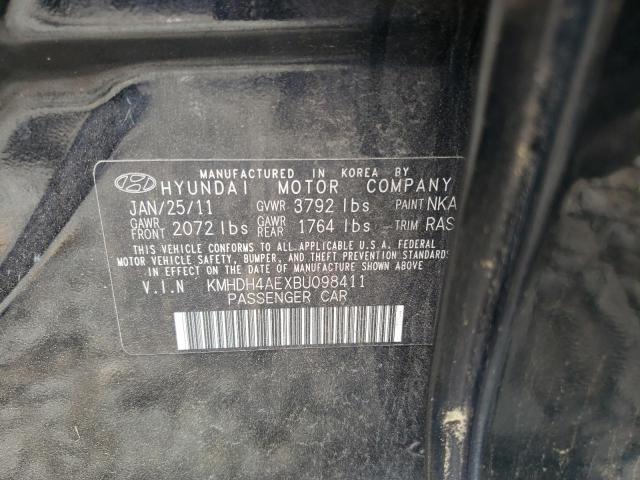 MANUFACTURED IN KOREA BY
HYUNDAI MOTOR COMPANY
JAN/25/11 GVWR 3792 lbs PAINT NKA
GAWR FRONT 2072 lbs GAWR REAR 1764 lbs TRIM RAS
THIS VEHICLE CONFORMS TO ALL APPLICABLE U.S.A. FEDERAL
MOTOR VEHICLE SAFETY, BUMPER, AND THEFT PREVENTION STANDARDS
IN EFFECT ON THE DATE OF MANUFACTURE SHOWN ABOVE.
V.I.N KMHDH4AEXBU098411
PASSENGER CAR